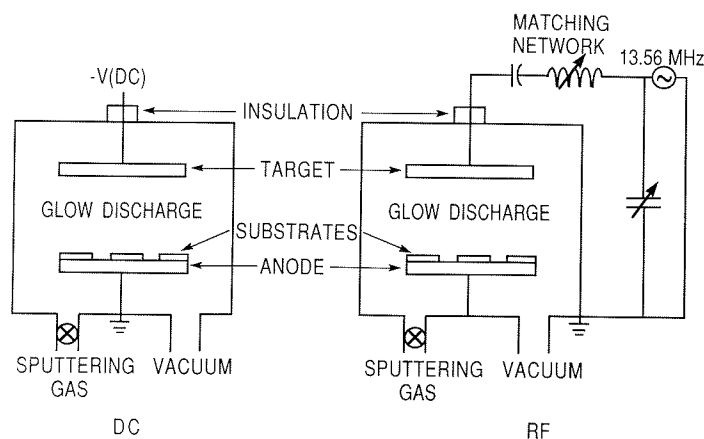 MATCHING
NETWORK
13.56 MHz
-V(DC)
INSULATION
TARGET
GLOW DISCHARGE
GLOW DISCHARGE
SUBSTRATES
ANODE
SPUTTERING
GAS
VACUUM
SPUTTERING
GAS
VACUUM
DC
RF